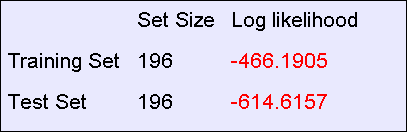 Set Size Log likelihood
Training Set 196 -466.1905
Test Set 196 -614.6157